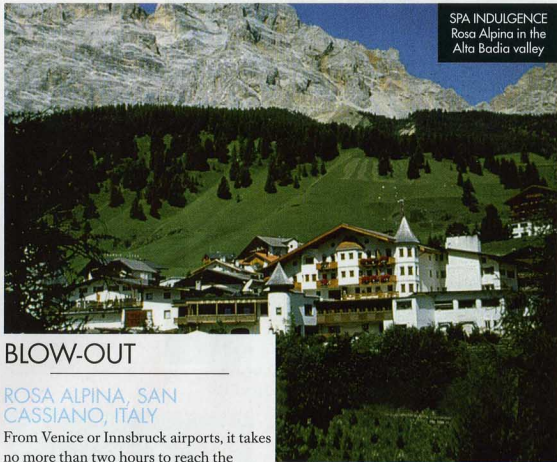 SPA INDULGENCE
Rosa Alpina in the
Alta Badia valley
BLOW-OUT
ROSA ALPINA, SAN
CASSIANO, ITALY
From Venice or Innsbruck airports, it takes
no more than two hours to reach the